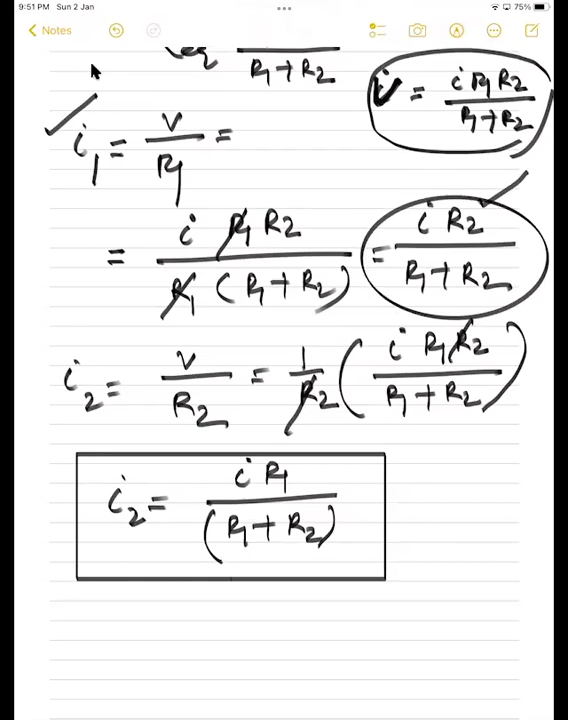 9:51 PM Sun 2 Jan 75%
Notes
R1+R2
v = i R1 R2 / R1+R2
i1 = v / R1 =
= i R1 R2 / R1 (R1+R2) = i R2 / R1+R2
i2 = v / R2 = 1 / R2 ( i R1 R2 / R1+R2 )
i2 = i R1 / (R1+R2)